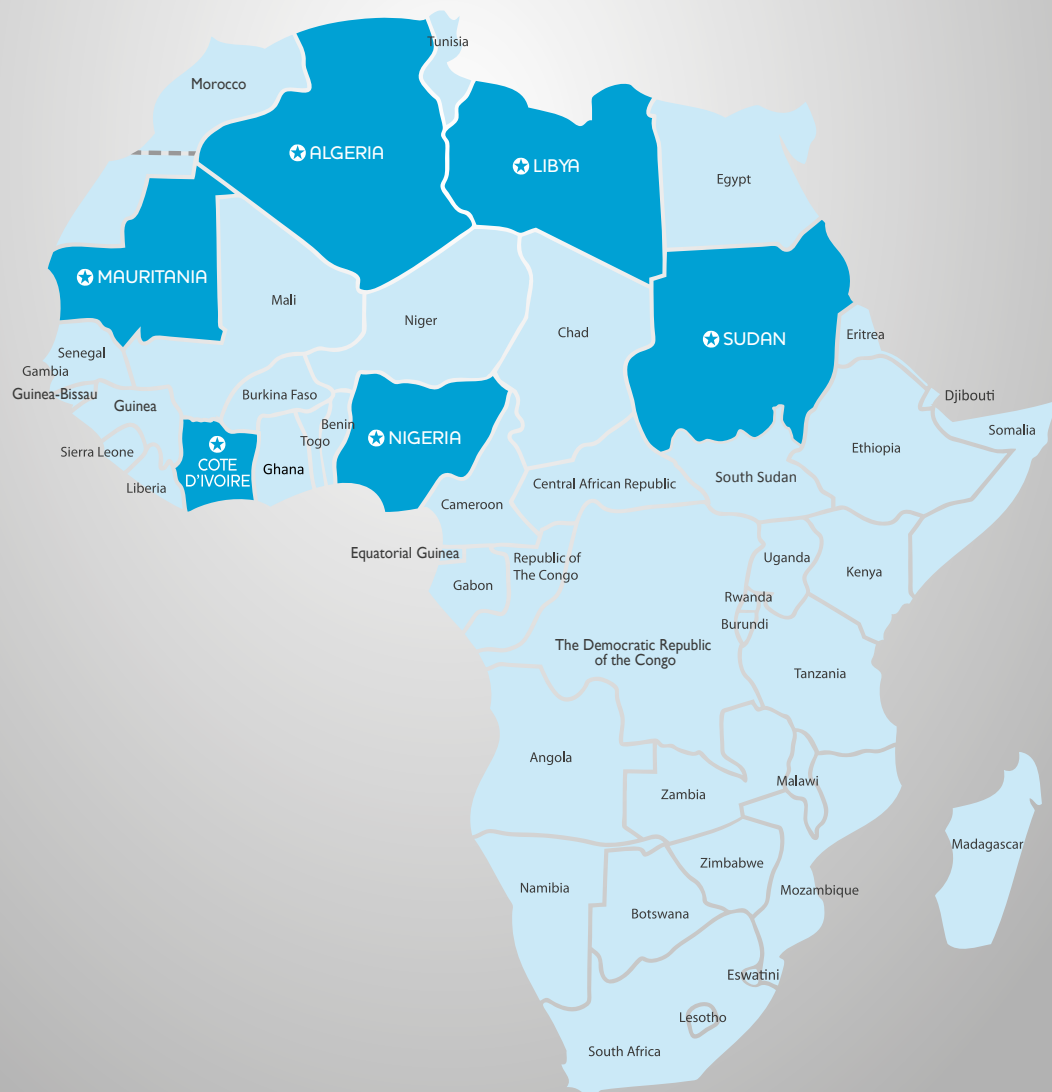 Tunisia
Morocco
ALGERIA
LIBYA
Egypt
MAURITANIA
Mali
Niger
Chad
SUDAN
Eritrea
Senegal
Gambia
Guinea-Bissau
Guinea
Burkina Faso
Benin
Togo
NIGERIA
Djibouti
Somalia
Ethiopia
Sierra Leone
COTE
D'IVOIRE
Ghana
Liberia
Central African Republic
South Sudan
Cameroon
Equatorial Guinea
Republic of
The Congo
Gabon
Uganda
Kenya
Rwanda
Burundi
The Democratic Republic
of the Congo
Tanzania
Angola
Zambia
Malawi
Madagascar
Zimbabwe
Mozambique
Namibia
Botswana
Eswatini
Lesotho
South Africa